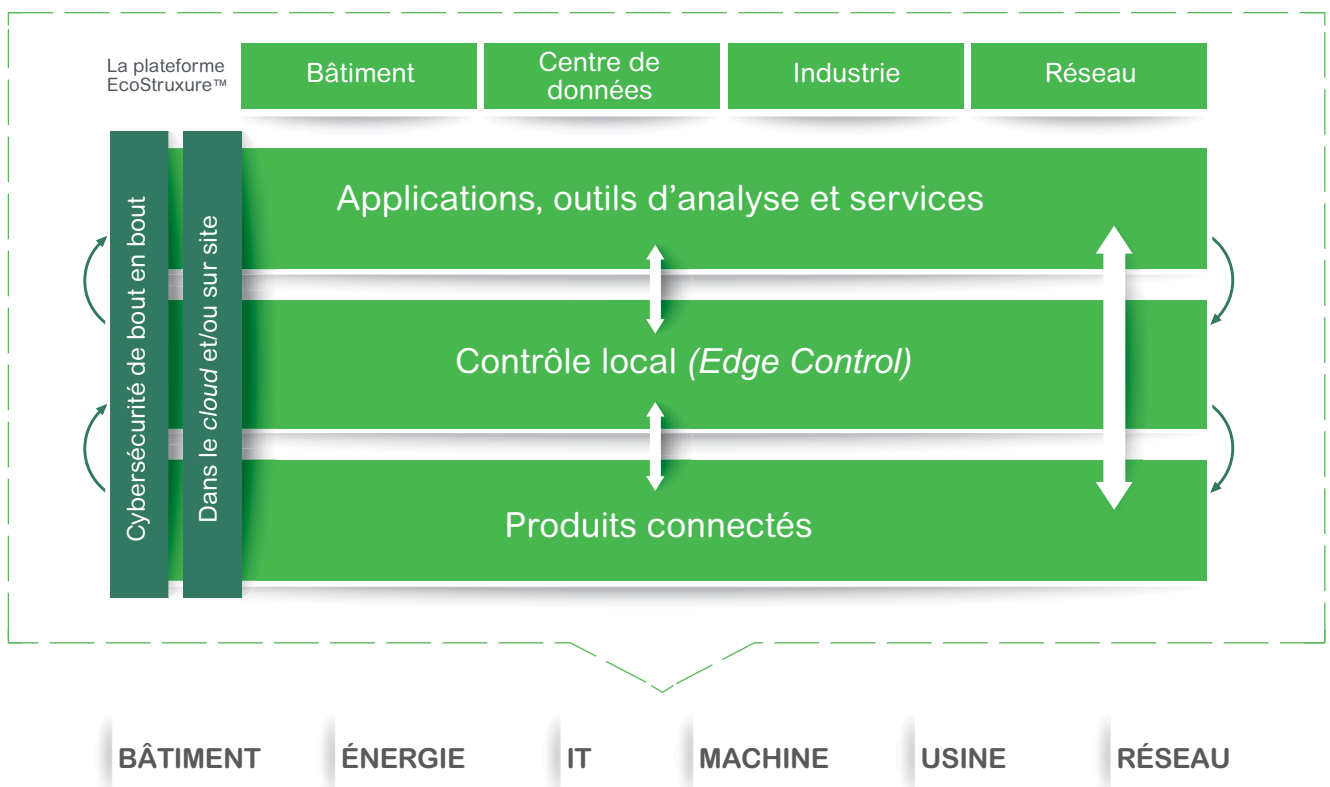 La plateforme
EcoStruxure™
Bâtiment
Centre de
données
Industrie
Réseau
Cybersécurité de bout en bout
Dans le cloud et/ou sur site
Applications, outils d’analyse et services
Contrôle local (Edge Control)
Produits connectés
BÂTIMENT
ÉNERGIE
IT
MACHINE
USINE
RÉSEAU